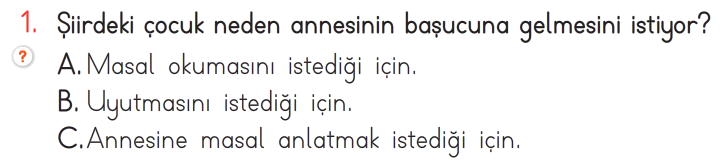 1. Şiirdeki çocuk neden annesinin başucuna gelmesini istiyor?
?
A. Masal okumasını istediği için.
B. Uyutmasını istediği için.
C. Annesine masal anlatmak istediği için.